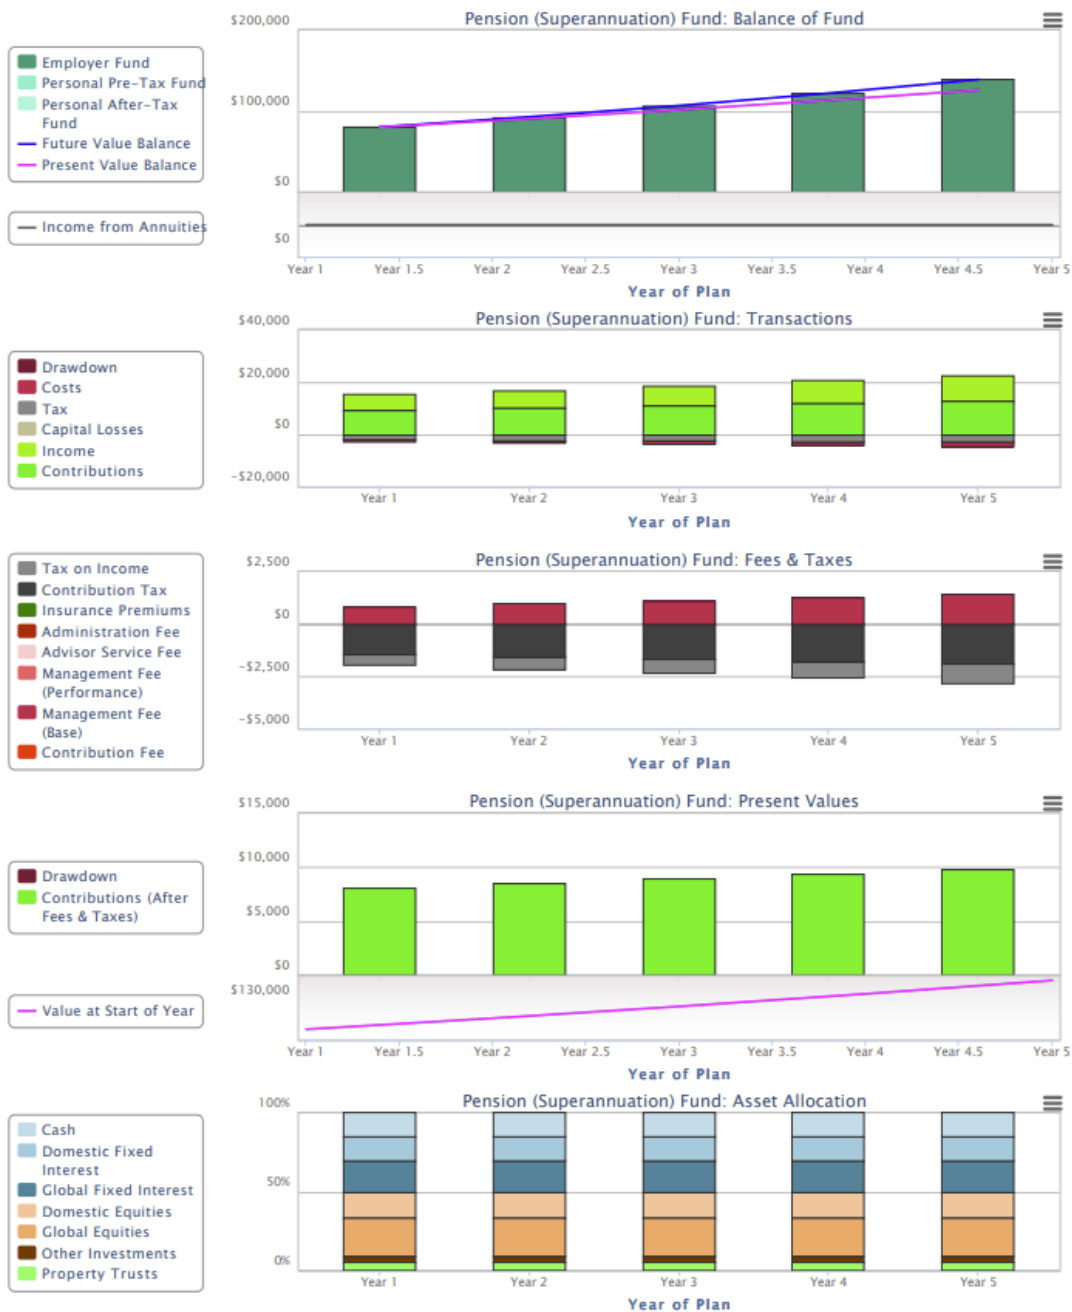 Pension (Superannuation) Fund: Balance of Fund
$200,000
$100,000
$0
$0
Employer Fund
Personal Pre-Tax Fund
Personal After-Tax
Fund
Future Value Balance
Present Value Balance
Income from Annuities
Year 1 Year 1.5 Year 2 Year 2.5 Year 3 Year 3.5 Year 4 Year 4.5 Year 5
Year of Plan
Pension (Superannuation) Fund: Transactions
$40,000
$20,000
$0
-$20,000
Drawdown
Costs
Tax
Capital Losses
Income
Contributions
Year 1 Year 2 Year 3 Year 4 Year 5
Year of Plan
Pension (Superannuation) Fund: Fees & Taxes
$2,500
$0
-$2,500
-$5,000
Tax on Income
Contribution Tax
Insurance Premiums
Administration Fee
Advisor Service Fee
Management Fee
(Performance)
Management Fee
(Base)
Contribution Fee
Year 1 Year 2 Year 3 Year 4 Year 5
Year of Plan
Pension (Superannuation) Fund: Present Values
$15,000
$10,000
$5,000
$0
$130,000
Drawdown
Contributions (After
Fees & Taxes)
Value at Start of Year
Year 1 Year 1.5 Year 2 Year 2.5 Year 3 Year 3.5 Year 4 Year 4.5 Year 5
Year of Plan
Pension (Superannuation) Fund: Asset Allocation
100%
50%
0%
Cash
Domestic Fixed
Interest
Global Fixed Interest
Domestic Equities
Global Equities
Other Investments
Property Trusts
Year 1 Year 2 Year 3 Year 4 Year 5
Year of Plan